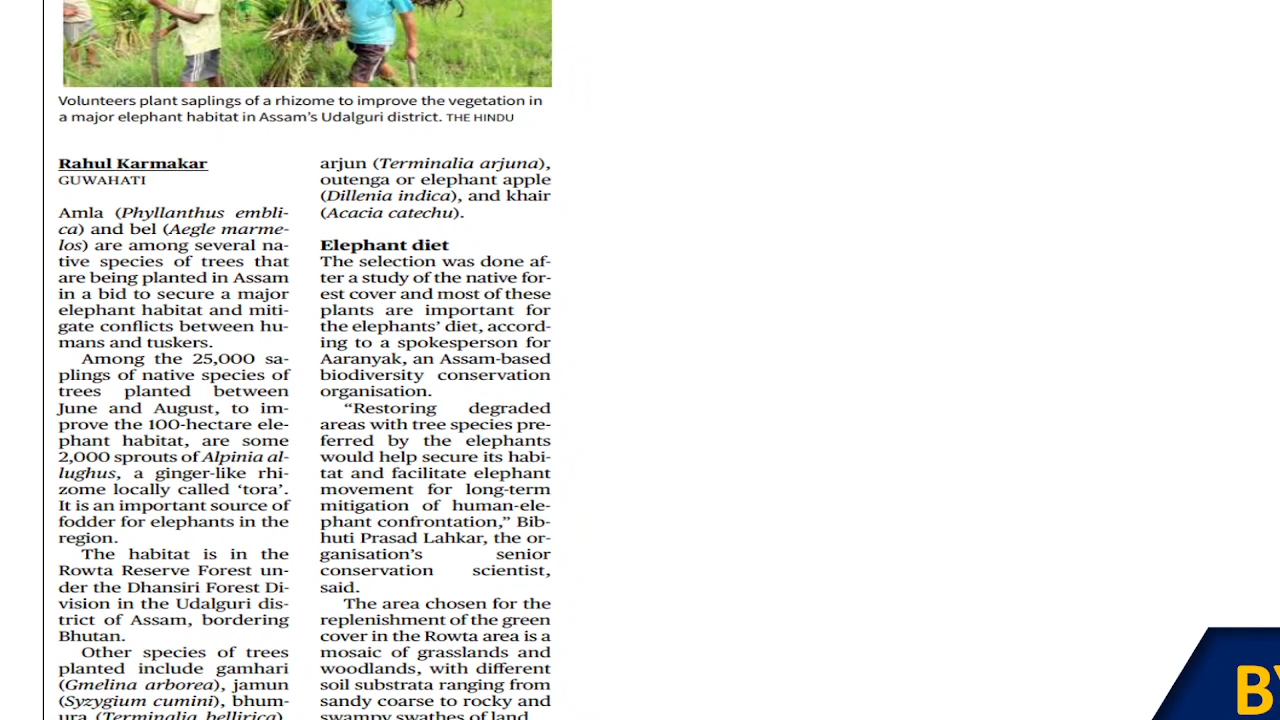 Volunteers plant saplings of a rhizome to improve the vegetation in
a major elephant habitat in Assam’s Udalguri district. THE HINDU
Rahul Karmakar
GUWAHATI
Amla (Phyllanthus embli-
ca) and bel (Aegle marme-
los) are among several na-
tive species of trees that
are being planted in Assam
in a bid to secure a major
elephant habitat and miti-
gate conflicts between hu-
mans and tuskers.
Among the 25,000 sa-
plings of native species of
trees planted between
June and August, to im-
prove the 100-hectare ele-
phant habitat, are some
2,000 sprouts of Alpinia al-
lughus, a ginger-like rhi-
zome locally called ‘tora’.
It is an important source of
fodder for elephants in the
region.
The habitat is in the
Rowta Reserve Forest un-
der the Dhansiri Forest Di-
vision in the Udalguri dis-
trict of Assam, bordering
Bhutan.
Other species of trees
planted include gamhari
(Gmelina arborea), jamun
(Syzygium cumini), bhum-
ura (Terminalia bellirica),
arjun (Terminalia arjuna),
outenga or elephant apple
(Dillenia indica), and khair
(Acacia catechu).
Elephant diet
The selection was done af-
ter a study of the native for-
est cover and most of these
plants are important for
the elephants’ diet, accord-
ing to a spokesperson for
Aaranyak, an Assam-based
biodiversity conservation
organisation.
“Restoring degraded
areas with tree species pre-
ferred by the elephants
would help secure its habi-
tat and facilitate elephant
movement for long-term
mitigation of human-ele-
phant confrontation,” Bib-
huti Prasad Lahkar, the or-
ganisation’s senior
conservation scientist,
said.
The area chosen for the
replenishment of the green
cover in the Rowta area is a
mosaic of grasslands and
woodlands, with different
soil substrata ranging from
sandy coarse to rocky and
swampy swathes of land.